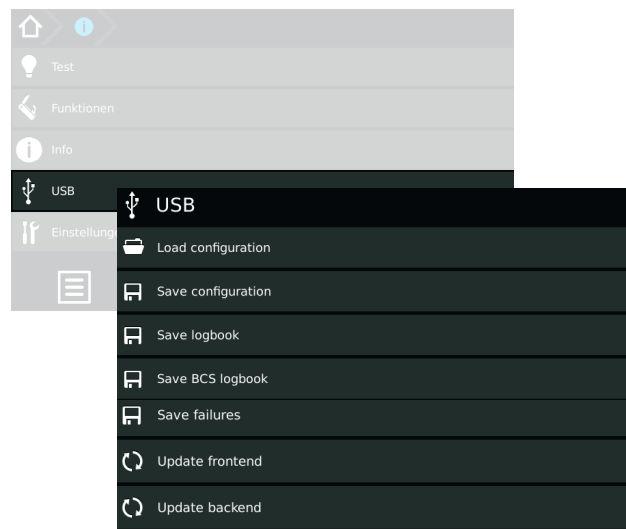 Test
Funktionen
Info
USB
Einstellung
USB
Load configuration
Save configuration
Save logbook
Save BCS logbook
Save failures
Update frontend
Update backend